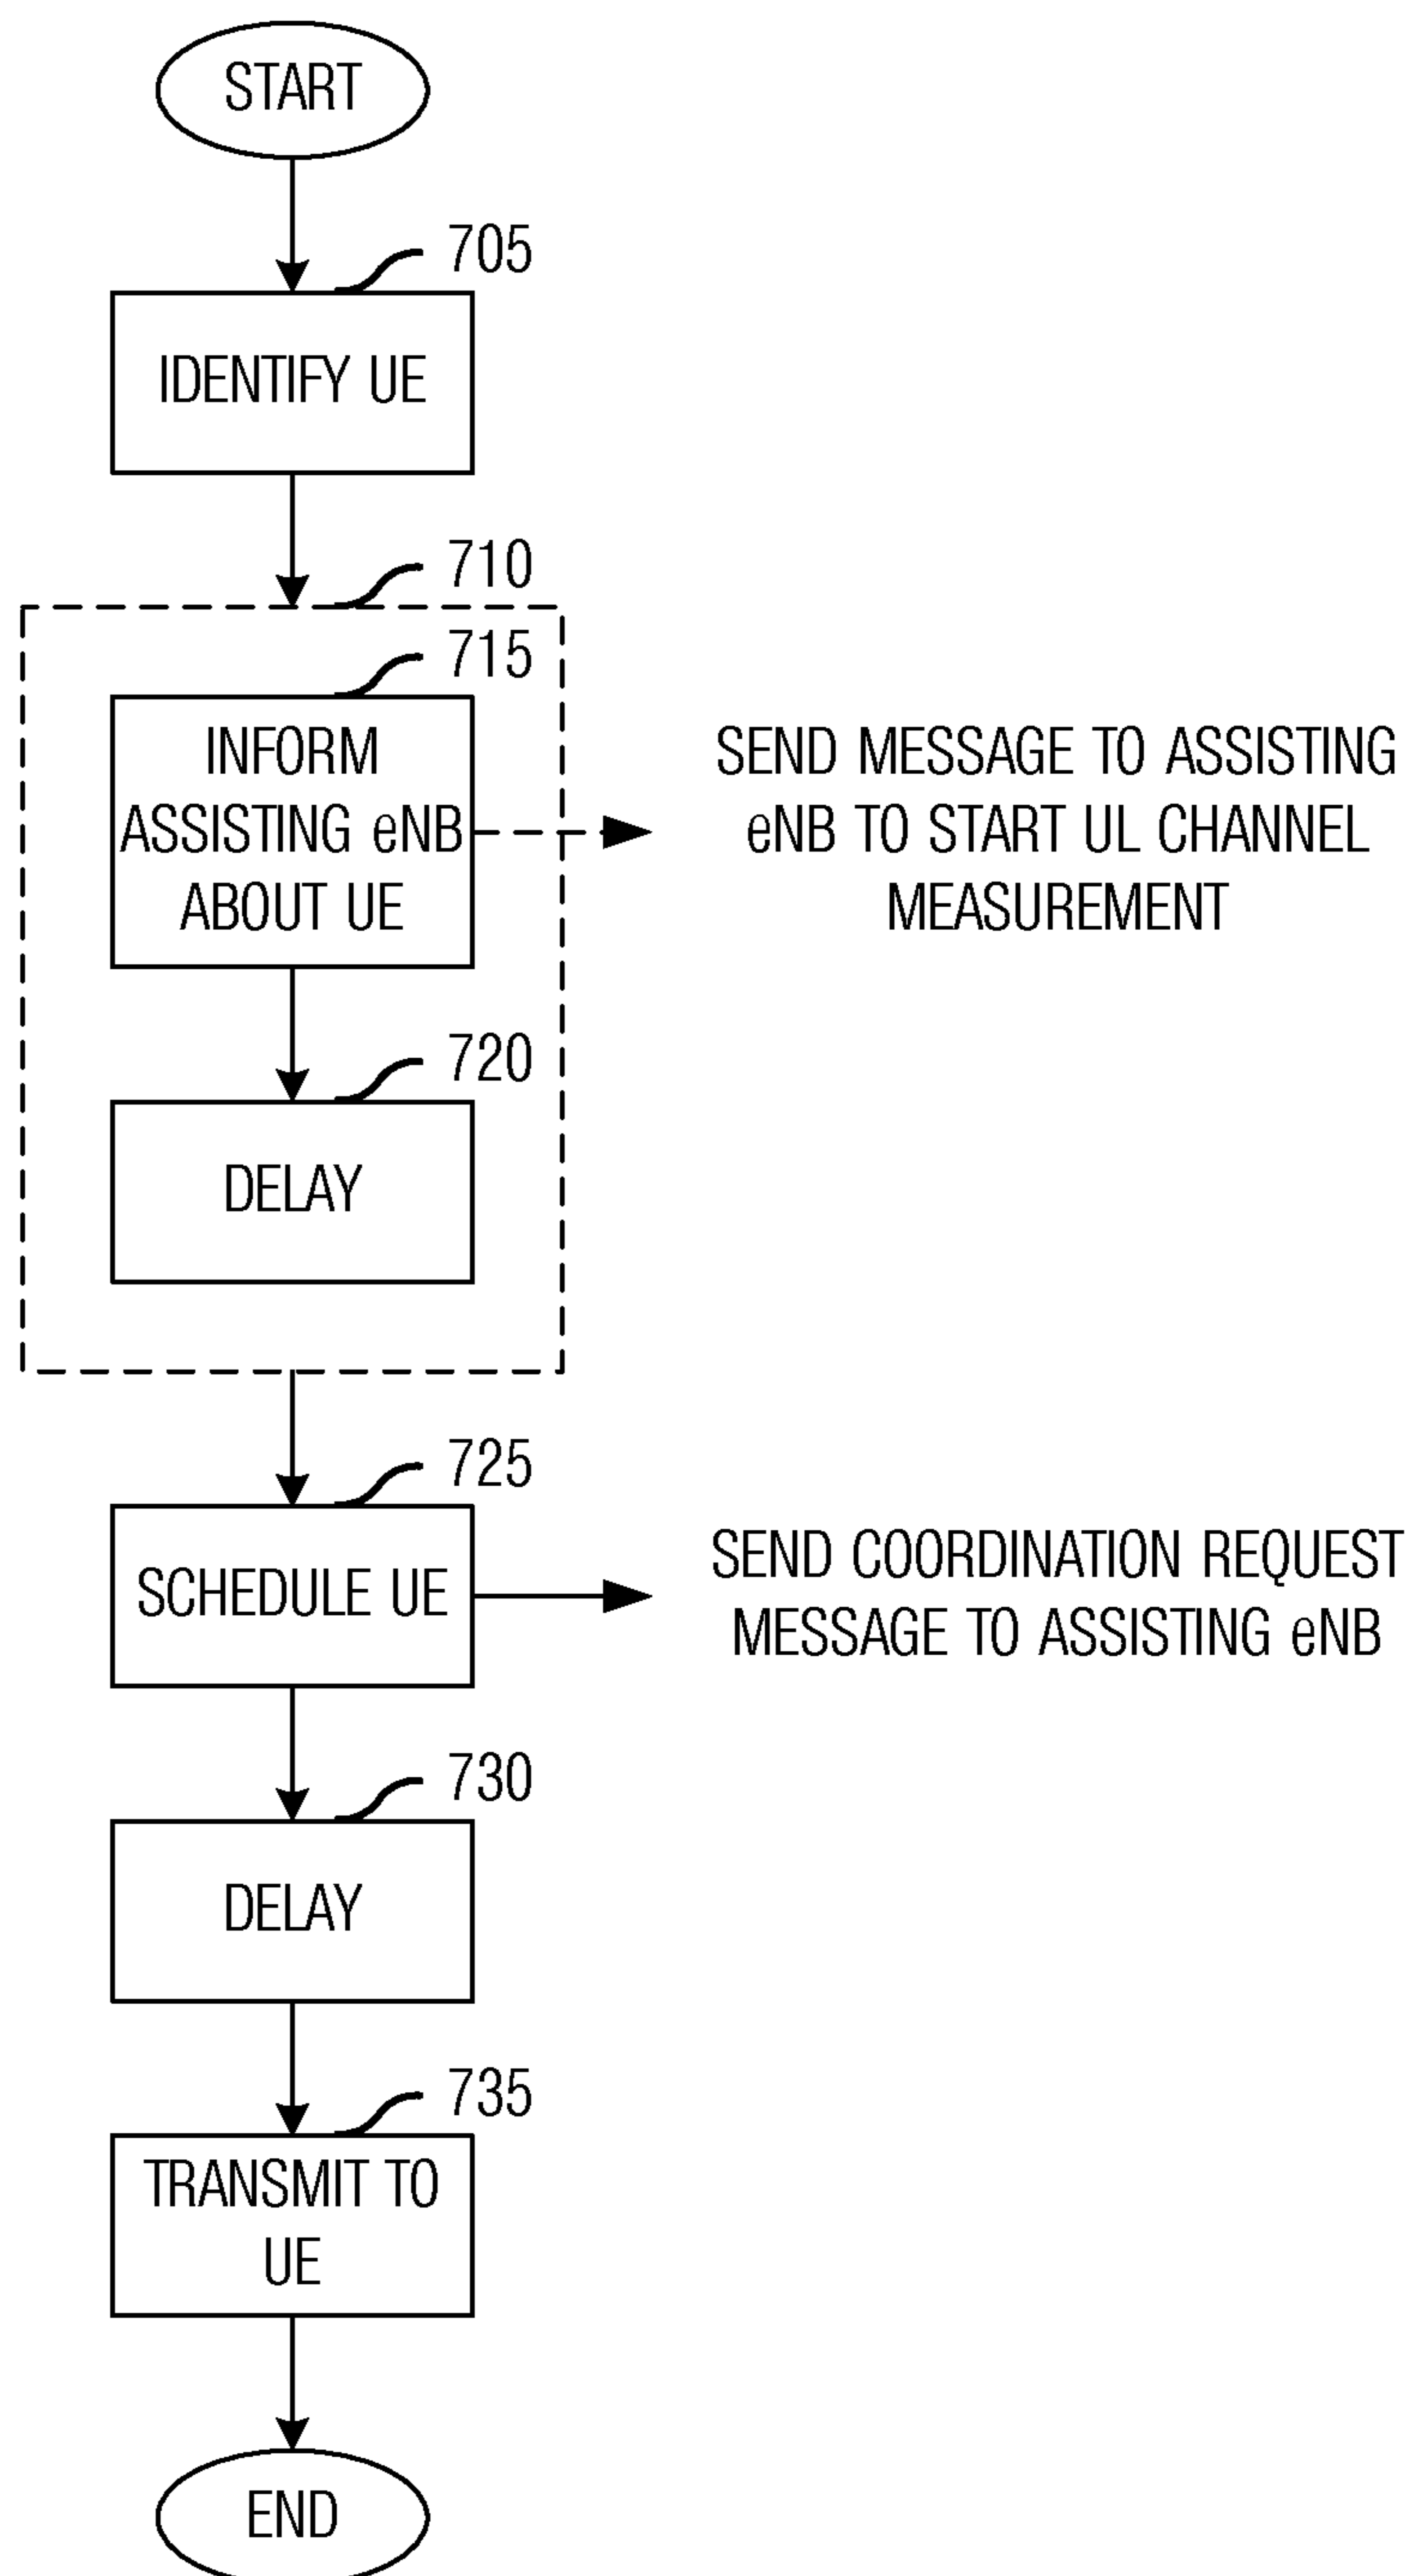 START
705
IDENTIFY UE
710
715
INFORM
ASSISTING eNB
ABOUT UE
SEND MESSAGE TO ASSISTING
eNB TO START UL CHANNEL
MEASUREMENT
720
DELAY
725
SCHEDULE UE
SEND COORDINATION REQUEST
MESSAGE TO ASSISTING eNB
730
DELAY
735
TRANSMIT TO
UE
END